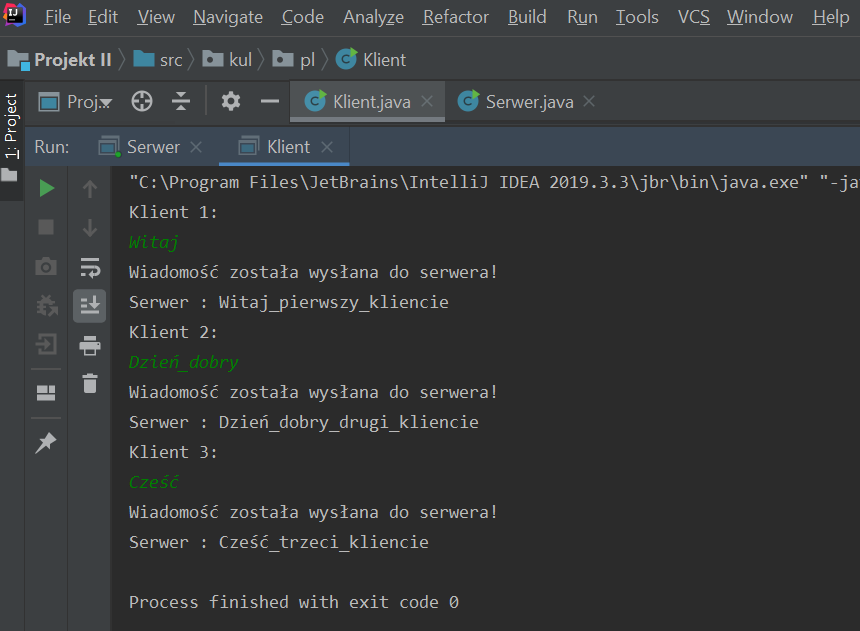 File Edit View Navigate Code Analyze Refactor Build Run Tools VCS Window Help
Projekt II src kul pl Klient
Proj. Klient.java Serwer.java
1: Project
Run: Serwer Klient
"C:\Program Files\JetBrains\IntelliJ IDEA 2019.3.3\jbr\bin\java.exe" "-ja
Klient 1:
Witaj
Wiadomość została wysłana do serwera!
Serwer : Witaj_pierwszy_kliencie
Klient 2:
Dzień_dobry
Wiadomość została wysłana do serwera!
Serwer : Dzień_dobry_drugi_kliencie
Klient 3:
Cześć
Wiadomość została wysłana do serwera!
Serwer : Cześć_trzeci_kliencie
Process finished with exit code 0